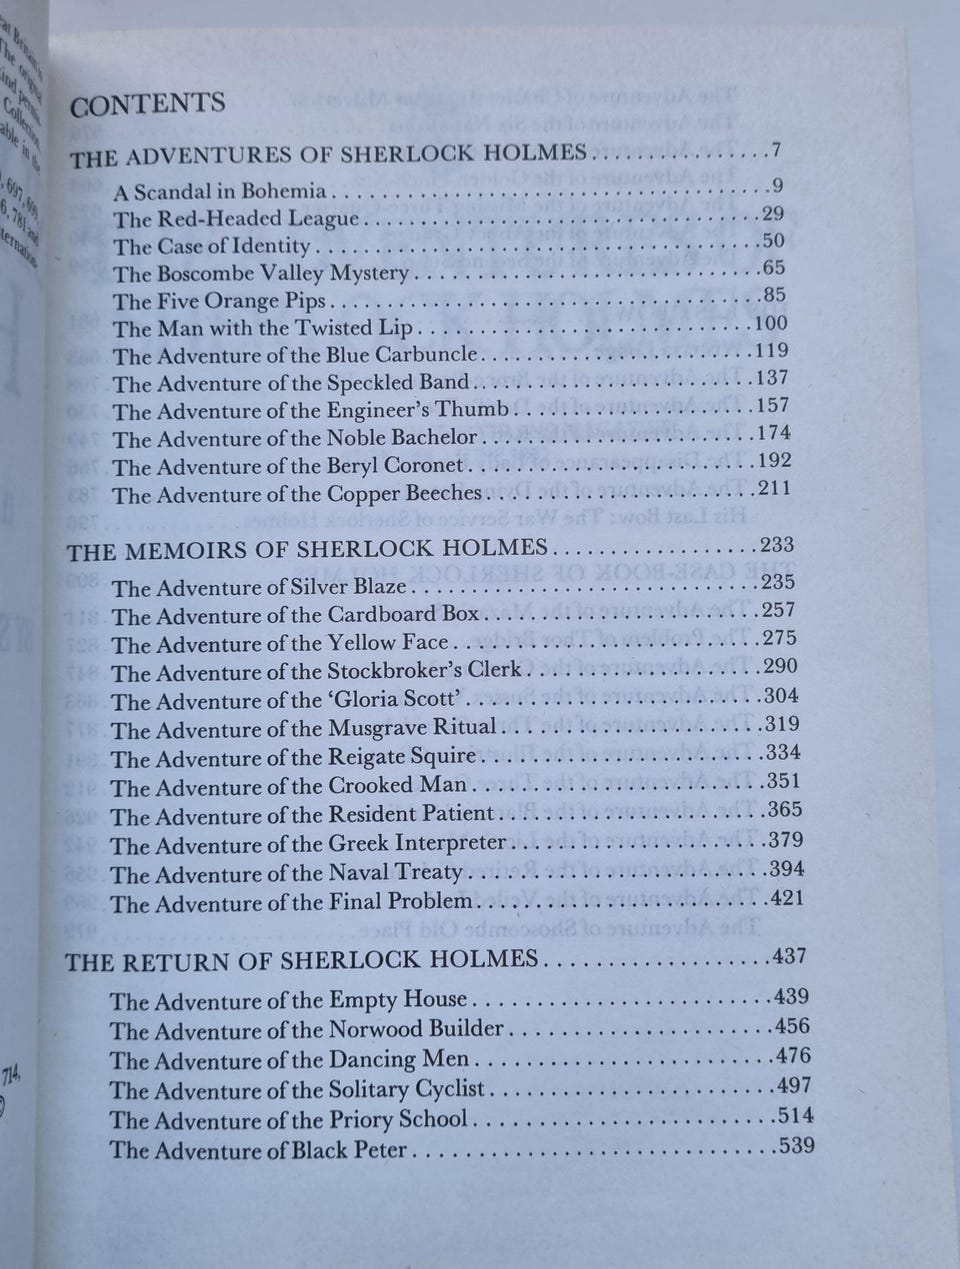 CONTENTS
THE ADVENTURES OF SHERLOCK HOLMES................7
A Scandal in Bohemia..................................9
The Red-Headed League...............................29
The Case of Identity...................................50
The Boscombe Valley Mystery..........................65
The Five Orange Pips.................................85
The Man with the Twisted Lip.........................100
The Adventure of the Blue Carbuncle....................119
The Adventure of the Speckled Band.....................137
The Adventure of the Engineer's Thumb..................157
The Adventure of the Noble Bachelor....................174
The Adventure of the Beryl Coronet.....................192
The Adventure of the Copper Beeches....................211
THE MEMOIRS OF SHERLOCK HOLMES...................233
The Adventure of Silver Blaze...........................235
The Adventure of the Cardboard Box.....................257
The Adventure of the Yellow Face........................275
The Adventure of the Stockbroker's Clerk.................290
The Adventure of the ‘Gloria Scott’......................304
The Adventure of the Musgrave Ritual....................319
The Adventure of the Reigate Squire.....................334
The Adventure of the Crooked Man......................351
The Adventure of the Resident Patient....................365
The Adventure of the Greek Interpreter...................379
The Adventure of the Naval Treaty.......................394
The Adventure of the Final Problem......................421
THE RETURN OF SHERLOCK HOLMES....................437
The Adventure of the Empty House.......................439
The Adventure of the Norwood Builder...................456
The Adventure of the Dancing Men......................476
The Adventure of the Solitary Cyclist.....................497
The Adventure of the Priory School......................514
The Adventure of Black Peter............................539